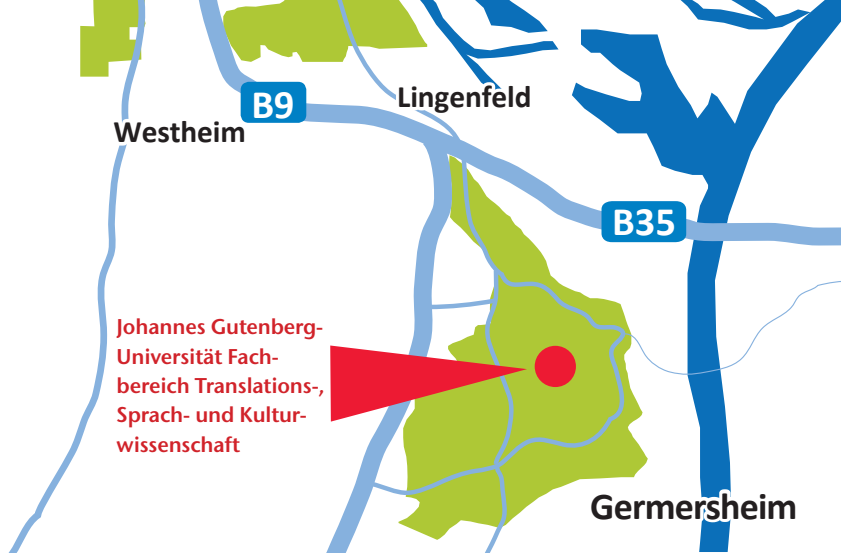 B9
Lingenfeld
Westheim
B35
Johannes Gutenberg-
Universität Fach-
bereich Translations-,
Sprach- und Kultur-
wissenschaft
Germersheim